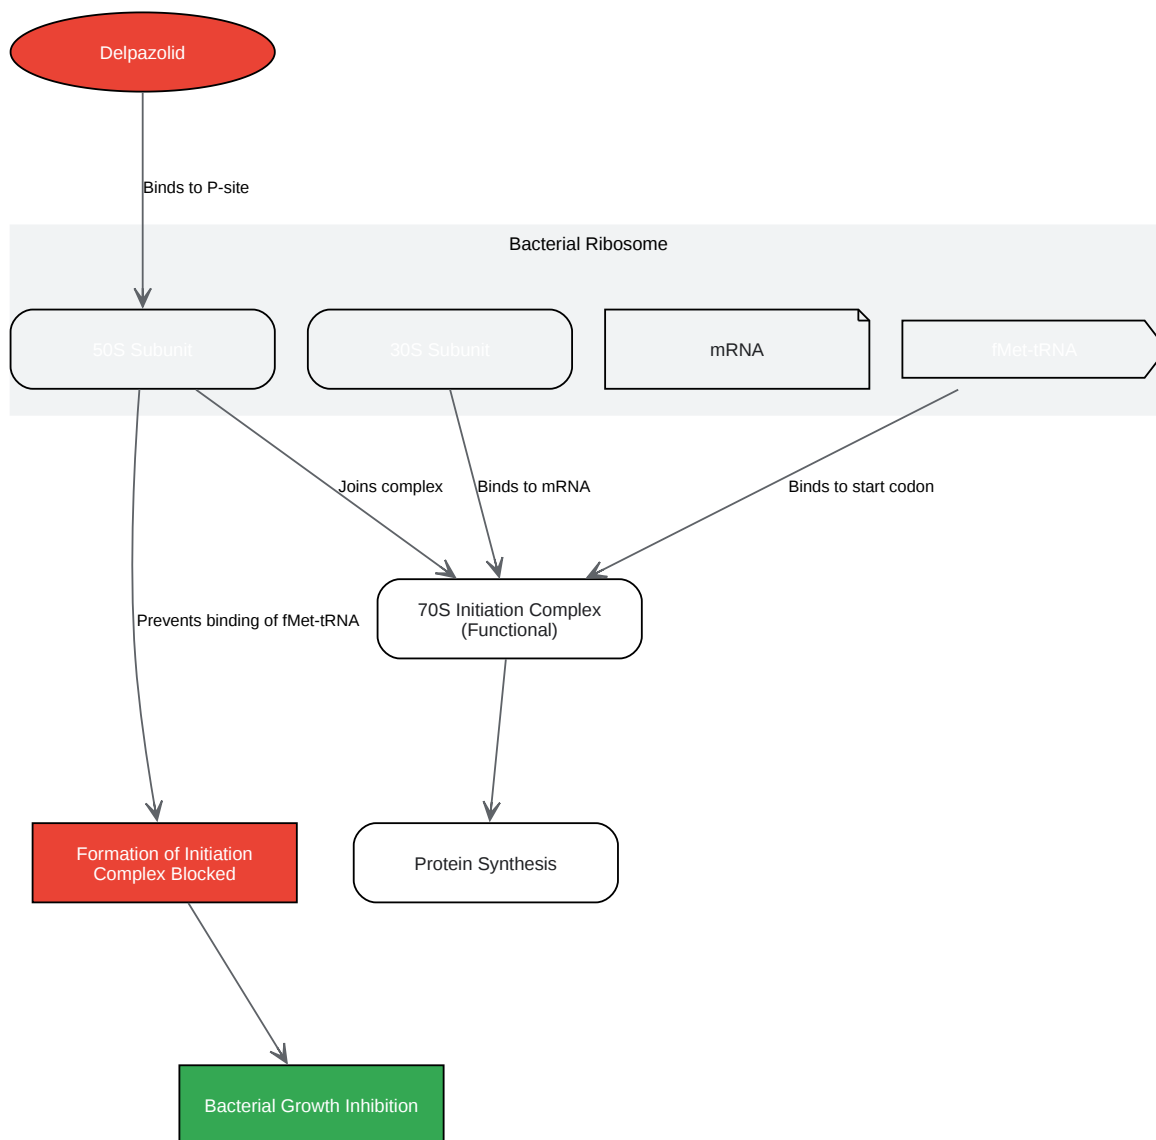 Delpazolid
Binds to P-site
Bacterial Ribosome
50S Subunit
30S Subunit
mRNA
fMet-tRNA
Joins complex
Binds to mRNA
Binds to start codon
70S Initiation Complex
(Functional)
Prevents binding of fMet-tRNA
Formation of Initiation
Complex Blocked
Protein Synthesis
Bacterial Growth Inhibition